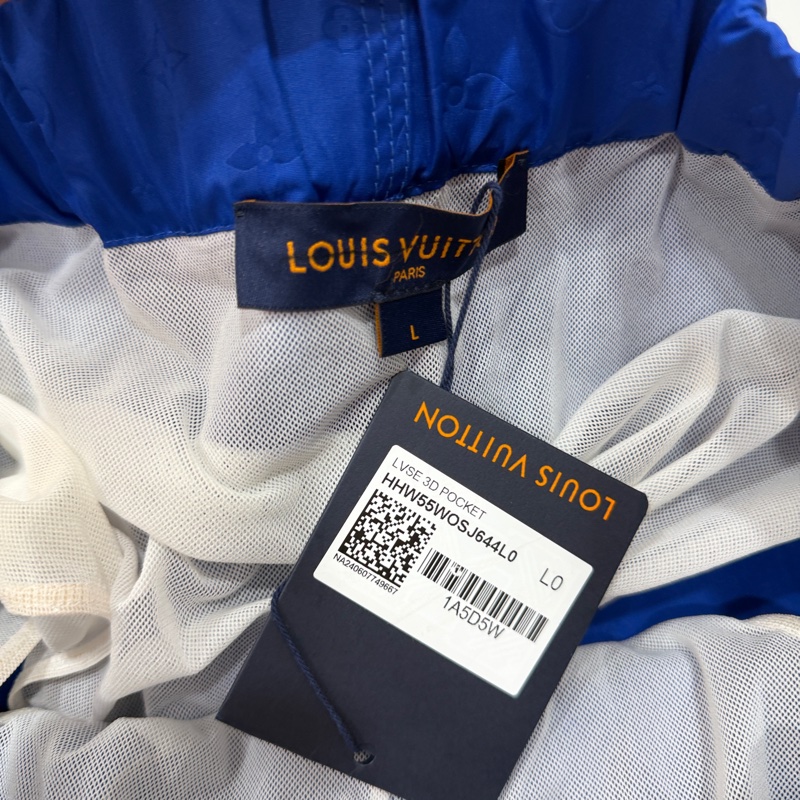 LOUIS VUITT
PARIS
L
LOUIS VUITTON
LVSE 3D POCKET
HHW55WOSJ644L0
L0
NA240607749667
1A5D5W